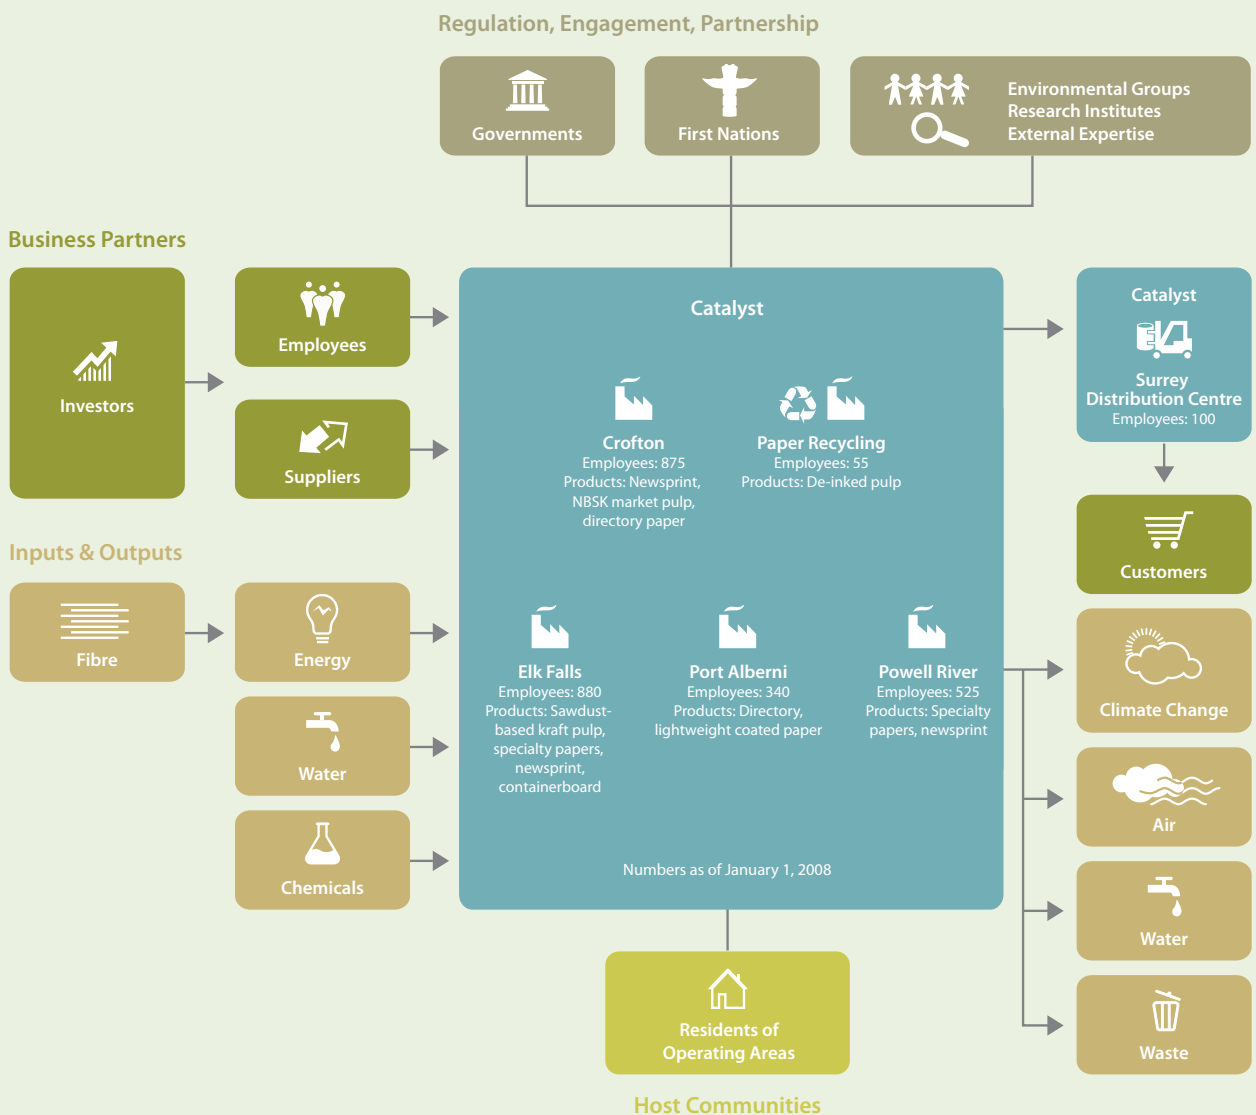 Regulation, Engagement, Partnership
Governments
First Nations
Environmental Groups
Research Institutes
External Expertise
Business Partners
Investors
Employees
Suppliers
Catalyst
Crofton
Employees: 875
Products: Newsprint,
NBSK market pulp,
directory paper
Paper Recycling
Employees: 55
Products: De-inked pulp
Catalyst
Surrey
Distribution Centre
Employees: 100
Customers
Inputs & Outputs
Fibre
Energy
Water
Chemicals
Elk Falls
Employees: 880
Products: Sawdust-
based kraft pulp,
specialty papers,
newsprint,
containerboard
Port Alberni
Employees: 340
Products: Directory,
lightweight coated paper
Powell River
Employees: 525
Products: Specialty
papers, newsprint
Numbers as of January 1, 2008
Climate Change
Air
Water
Waste
Residents of
Operating Areas
Host Communities